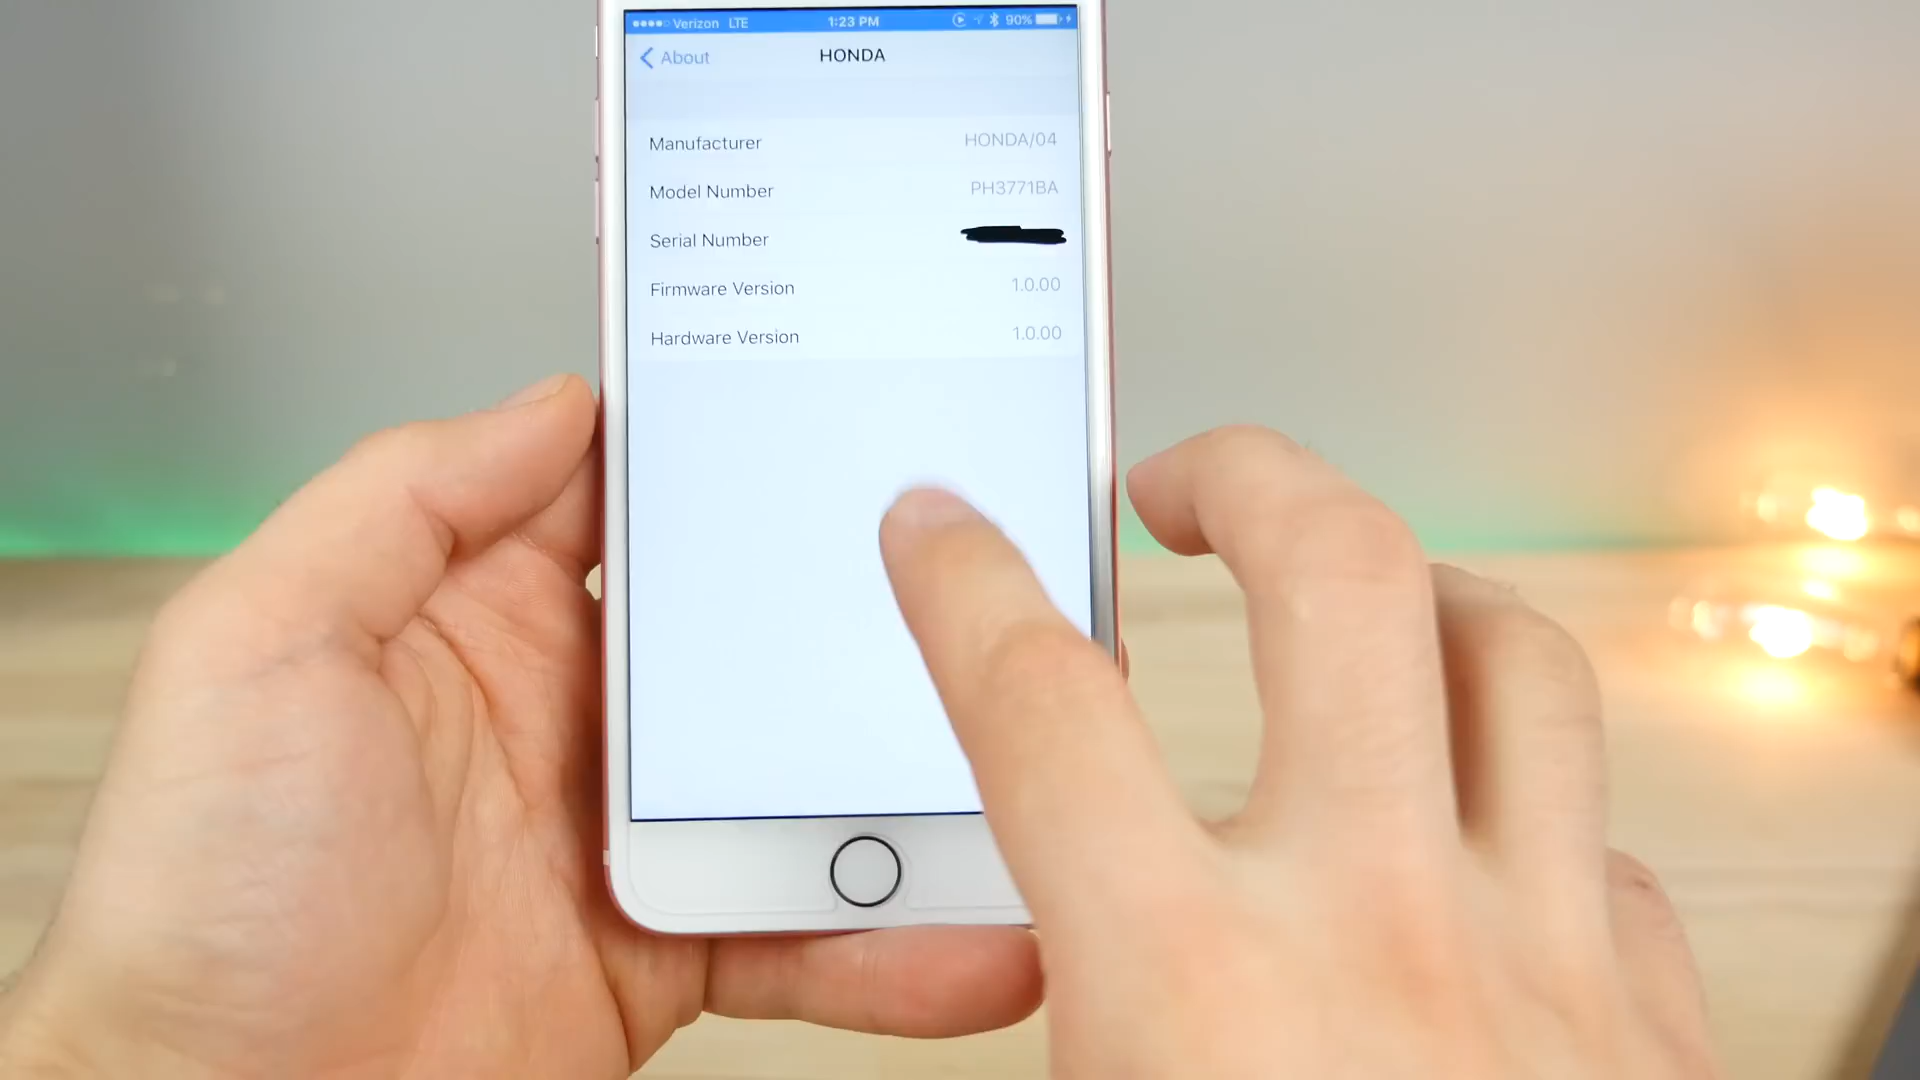 Verizon LTE 1:23 PM 90%
About HONDA
Manufacturer HONDA/04
Model Number PH3771BA
Serial Number
Firmware Version 1.0.00
Hardware Version 1.0.00